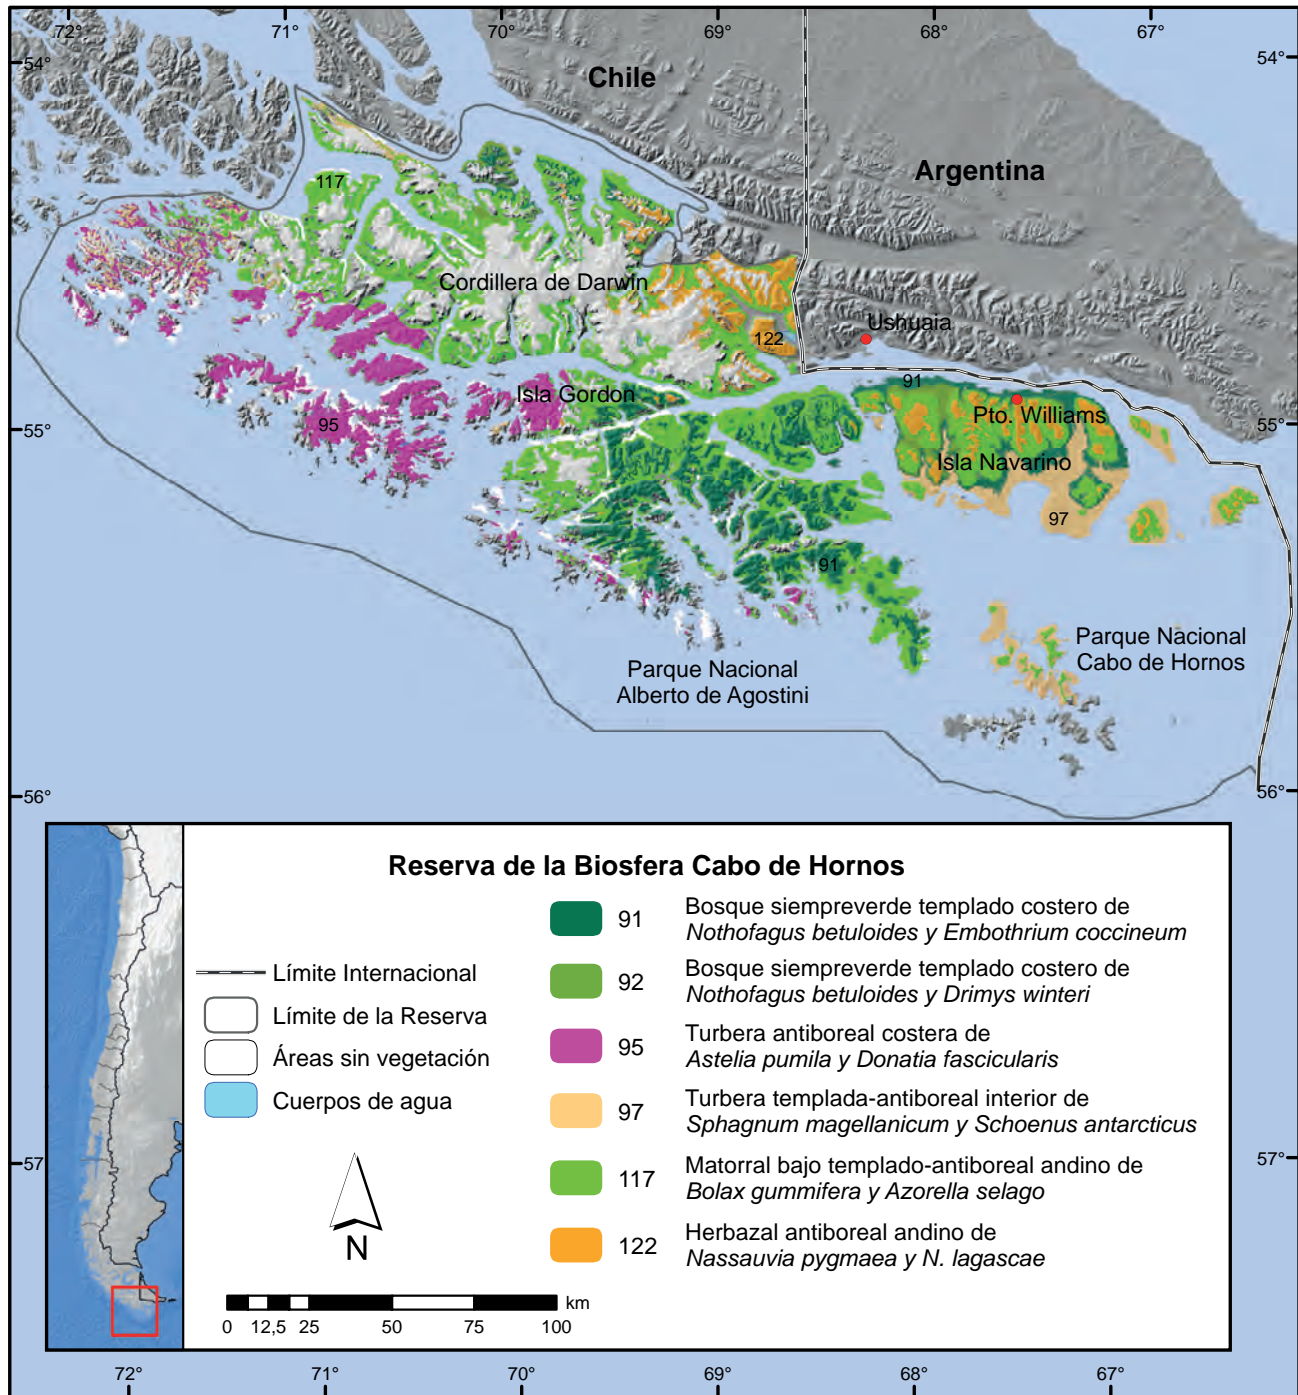 72°
71°
70°
69°
68°
67°
54°
54°
Chile
Argentina
117
Cordillera de Darwin
122
Ushuaia
91
Isla Gordon
Pto. Williams
95
55°
55°
Isla Navarino
97
91
Parque Nacional
Cabo de Hornos
Parque Nacional
Alberto de Agostini
56°
56°
Reserva de la Biosfera Cabo de Hornos
Límite Internacional
Límite de la Reserva
Áreas sin vegetación
Cuerpos de agua
91 Bosque siempreverde templado costero de
Nothofagus betuloides y Embothrium coccineum
92 Bosque siempreverde templado costero de
Nothofagus betuloides y Drimys winteri
95 Turbera antiboreal costera de
Astelia pumila y Donatia fascicularis
97 Turbera templada-antiboreal interior de
Sphagnum magellanicum y Schoenus antarcticus
117 Matorral bajo templado-antiboreal andino de
Bolax gummifera y Azorella selago
122 Herbazal antiboreal andino de
Nassauvia pygmaea y N. lagascae
N
km
0 12,5 25 50 75 100
57°
57°
72°
71°
70°
69°
68°
67°